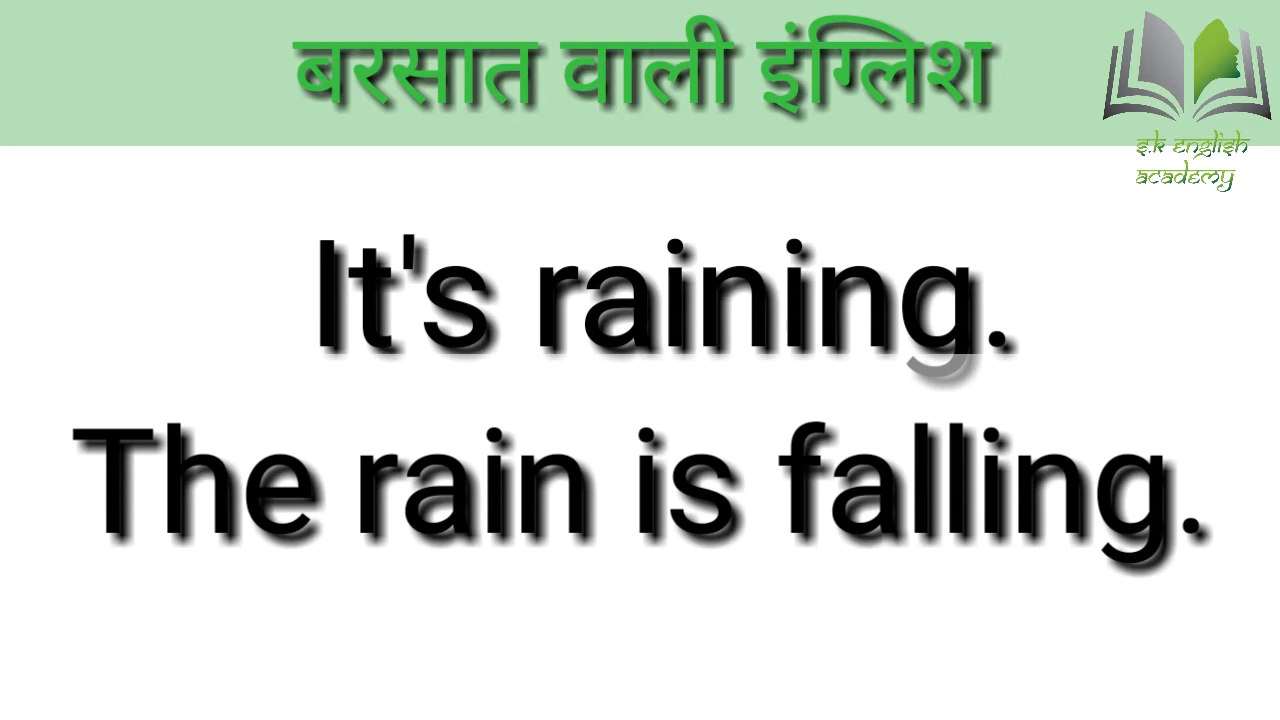 बरसात वाली इंग्लिश
s.k english
academy
It's raining.
The rain is falling.